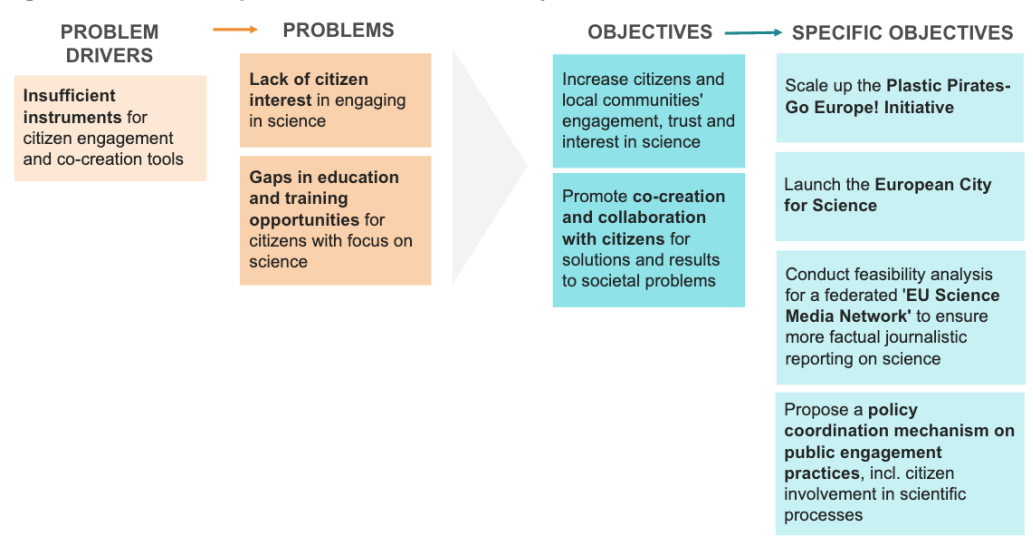 PROBLEM
DRIVERS
PROBLEMS
OBJECTIVES
SPECIFIC OBJECTIVES
Insufficient
instruments for
citizen engagement
and co-creation tools
Lack of citizen
interest in engaging
in science
Gaps in education
and training
opportunities for
citizens with focus on
science
Increase citizens and
local communities'
engagement, trust and
interest in science
Promote co-creation
and collaboration
with citizens for
solutions and results
to societal problems
Scale up the Plastic Pirates-
Go Europe! Initiative
Launch the European City
for Science
Conduct feasibility analysis
for a federated 'EU Science
Media Network' to ensure
more factual journalistic
reporting on science
Propose a policy
coordination mechanism on
public engagement
practices, incl. citizen
involvement in scientific
processes